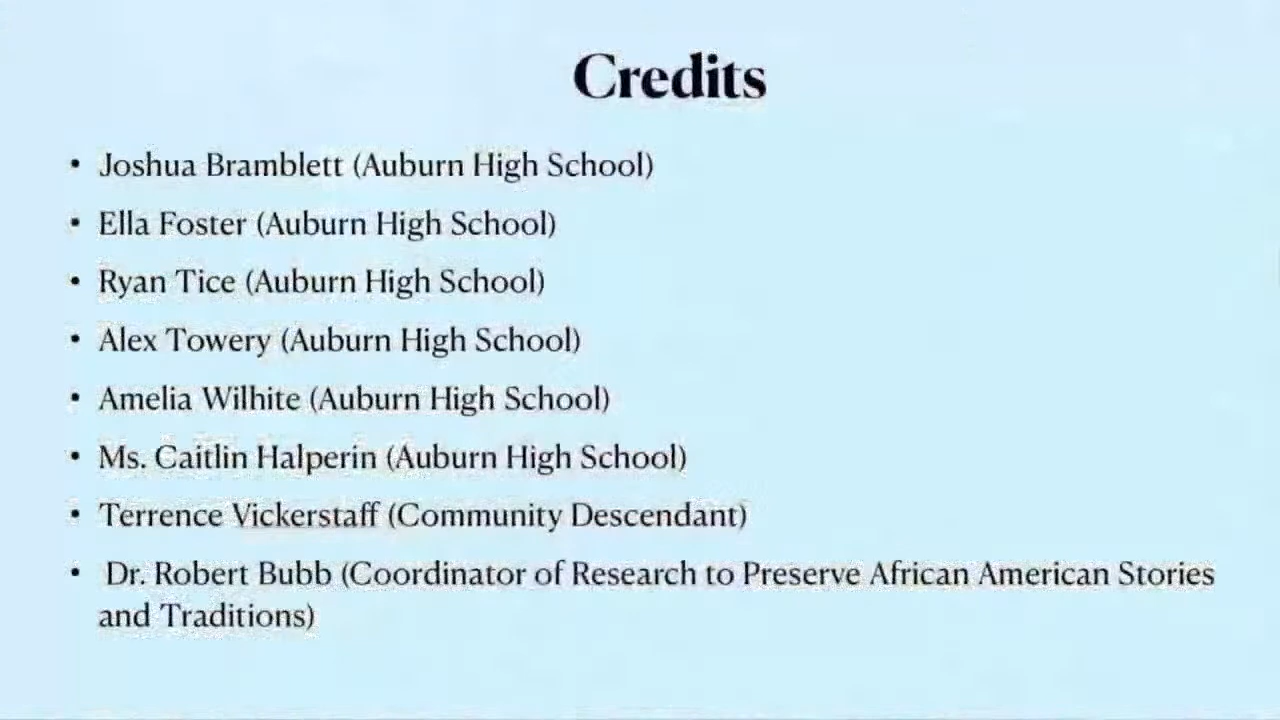 Credits
• Joshua Bramblett (Auburn High School)
• Ella Foster (Auburn High School)
• Ryan Tice (Auburn High School)
• Alex Towery (Auburn High School)
• Amelia Wilhite (Auburn High School)
• Ms. Caitlin Halperin (Auburn High School)
• Terrence Vickerstaff (Community Descendant)
• Dr. Robert Bubb (Coordinator of Research to Preserve African American Stories
and Traditions)